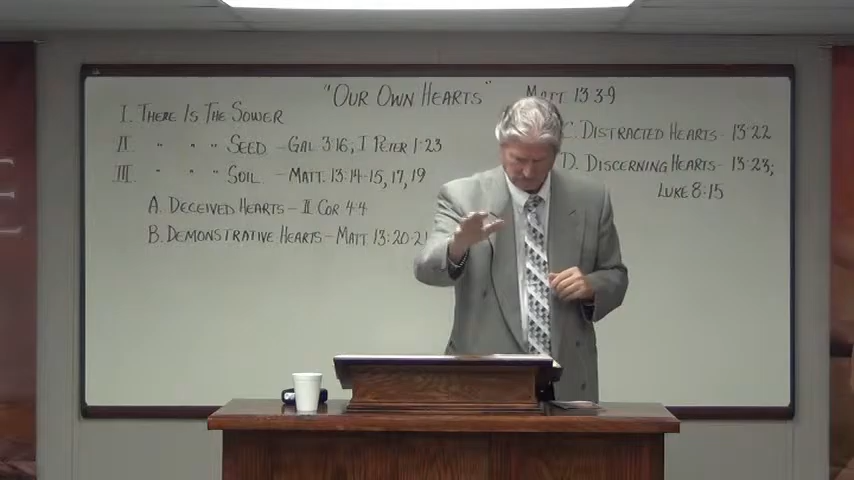 "OUR OWN HEARTS" MATT 13:3-9
I. THERE IS THE SOWER
II " " " SEED - GAL 3:16; I PETER 1:23
III " " " SOIL - MATT. 13:14-15, 17, 19
A. DECEIVED HEARTS - II COR 4:4
B. DEMONSTRATIVE HEARTS - MATT 13:20-21
C. DISTRACTED HEARTS - 13:22
D. DISCERNING HEARTS - 13:23;
LUKE 8:15